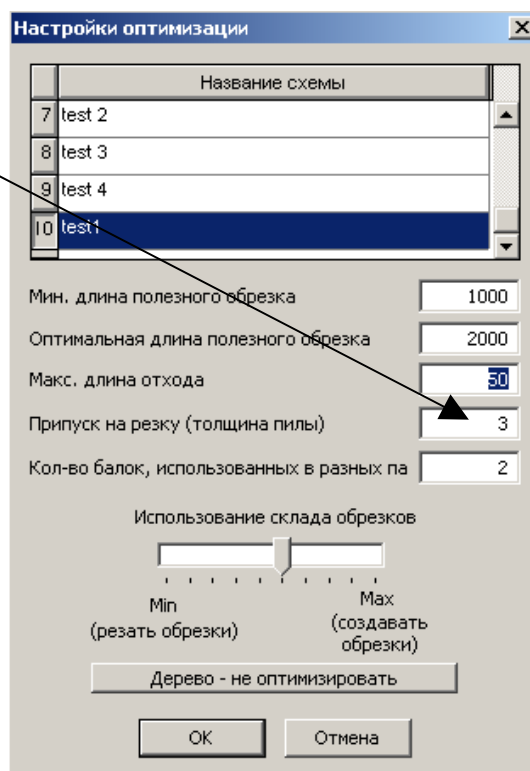 Настройки оптимизации
Название схемы
7 test 2
8 test 3
9 test 4
10 test1
Мин. длина полезного обрезка 1000
Оптимальная длина полезного обрезка 2000
Макс. длина отхода 50
Припуск на резку (толщина пилы) 3
Кол-во балок, использованных в разных па 2
Использование склада обрезков
Min Max
(резать обрезки) (создавать
обрезки)
Дерево - не оптимизировать
OK Отмена